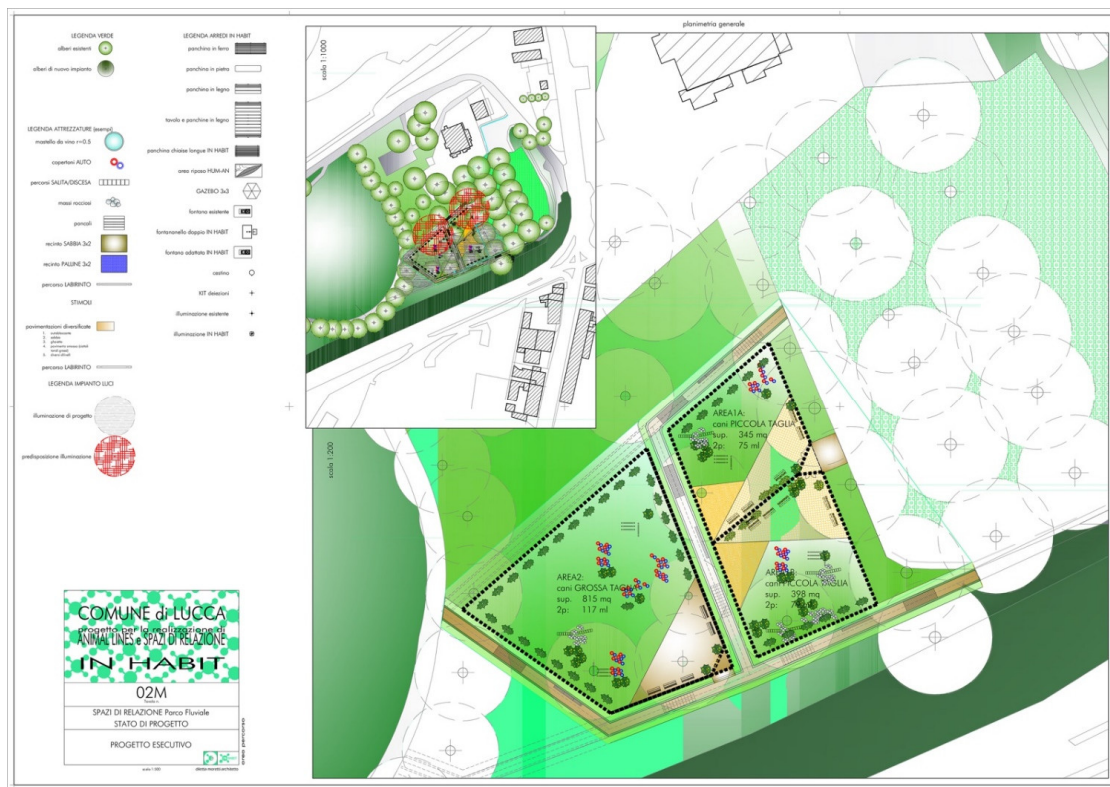 planimetria generale
LEGENDA VERDE
alberi esistenti
alberi di nuovo impianto
LEGENDA ATTREZZATURE (esempi)
mastello da vino r=0.5
copertoni AUTO
percorsi SALITA/DISCESA
massi rocciosi
pancali
recinto SABBIA 3x2
recinto PALLINE 3x2
percorso LABIRINTO
STIMOLI
pavimentazioni diversificate
percorso LABIRINTO
LEGENDA IMPIANTO LUCI
illuminazione di progetto
predisposizione illuminazione
LEGENDA ARREDI IN HABIT
panchina in ferro
panchina in pietra
panchina in legno
tavolo e panchine in legno
panchina chaise longue IN HABIT
area riposo HUM-AN
GAZEBO 3x3
fontana esistente
fontananello doppio IN HABIT
fontana adattata IN HABIT
cestino
KIT deiezioni
illuminazione esistente
illuminazione IN HABIT
scala 1:1000
scala 1:200
AREA1A:
cani PICCOLA TAGLIA
sup. 345 mq
2p: 75 ml
AREA2:
cani GROSSA TAGLIA
sup. 815 mq
2p: 117 ml
cani PICCOLA TAGLIA
sup. 398 mq
2p:
COMUNE di LUCCA
progetto per la realizzazione di
ANIMAL LINES e SPAZI DI RELAZIONE
IN HABIT
02M
SPAZI DI RELAZIONE Parco Fluviale
STATO DI PROGETTO
PROGETTO ESECUTIVO
area percorso